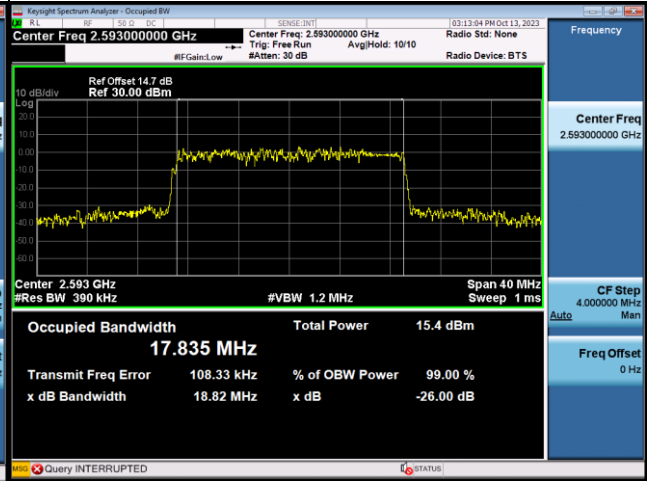 Keysight Spectrum Analyzer - Occupied BW
RL RF 50 Ω DC SENSE:INT 03:13:04 PM Oct 13, 2023
Center Freq 2.593000000 GHz
Center Freq: 2.593000000 GHz
Radio Std: None
Trig: Free Run Avg|Hold: 10/10
#IFGain:Low
#Atten: 30 dB
Radio Device: BTS
Ref Offset 14.7 dB
10 dB/div Ref 30.00 dBm
Log
20.0
10.0
0.00
-10.0
-20.0
-30.0
-40.0
-50.0
-60.0
Center 2.593 GHz
Span 40 MHz
#Res BW 390 kHz
#VBW 1.2 MHz
Sweep 1 ms
Occupied Bandwidth
17.835 MHz
Total Power 15.4 dBm
Transmit Freq Error 108.33 kHz
% of OBW Power 99.00 %
x dB Bandwidth 18.82 MHz
x dB -26.00 dB
MSG Query INTERRUPTED
STATUS
Frequency
Center Freq
2.593000000 GHz
CF Step
4.000000 MHz
Auto Man
Freq Offset
0 Hz